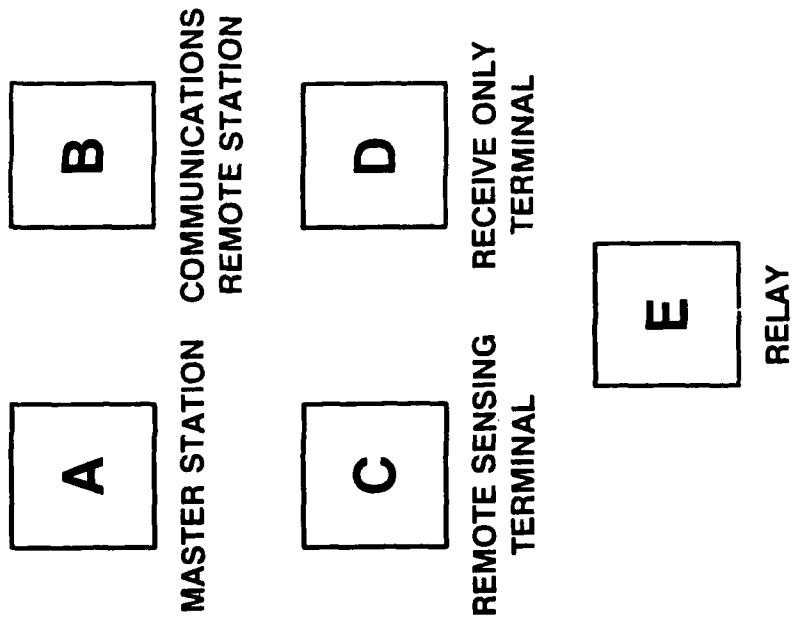 A
MASTER STATION
B
COMMUNICATIONS
REMOTE STATION
C
REMOTE SENSING
TERMINAL
D
RECEIVE ONLY
TERMINAL
E
RELAY